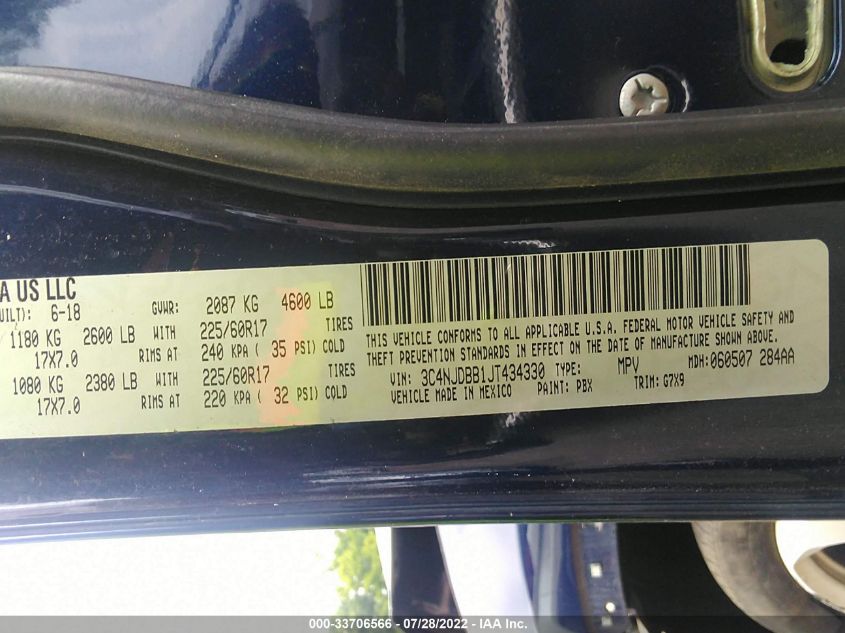 A US LLC
UILT): 6-18 GVWR: 2087 KG 4600 LB
1180 KG 2600 LB WITH 225/60R17 TIRES
17X7.0 RIMS AT 240 KPA ( 35 PSI) COLD
1080 KG 2380 LB WITH 225/60R17 TIRES
17X7.0 RIMS AT 220 KPA ( 32 PSI) COLD
THIS VEHICLE CONFORMS TO ALL APPLICABLE U.S.A. FEDERAL MOTOR VEHICLE SAFETY AND
THEFT PREVENTION STANDARDS IN EFFECT ON THE DATE OF MANUFACTURE SHOWN ABOVE.
VIN: 3C4NJDBB1JT434330 TYPE: MPV MDH: 060507 284AA
VEHICLE MADE IN MEXICO PAINT: PBX TRIM: G7X9
000-33706566 - 07/28/2022 - IAA Inc.